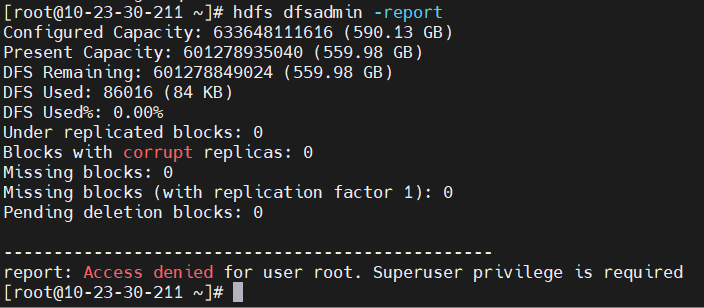 [root@10-23-30-211 ~]# hdfs dfsadmin -report
Configured Capacity: 633648111616 (590.13 GB)
Present Capacity: 601278935040 (559.98 GB)
DFS Remaining: 601278849024 (559.98 GB)
DFS Used: 86016 (84 KB)
DFS Used%: 0.00%
Under replicated blocks: 0
Blocks with corrupt replicas: 0
Missing blocks: 0
Missing blocks (with replication factor 1): 0
Pending deletion blocks: 0
-------------------------------------------------
report: Access denied for user root. Superuser privilege is required
[root@10-23-30-211 ~]#